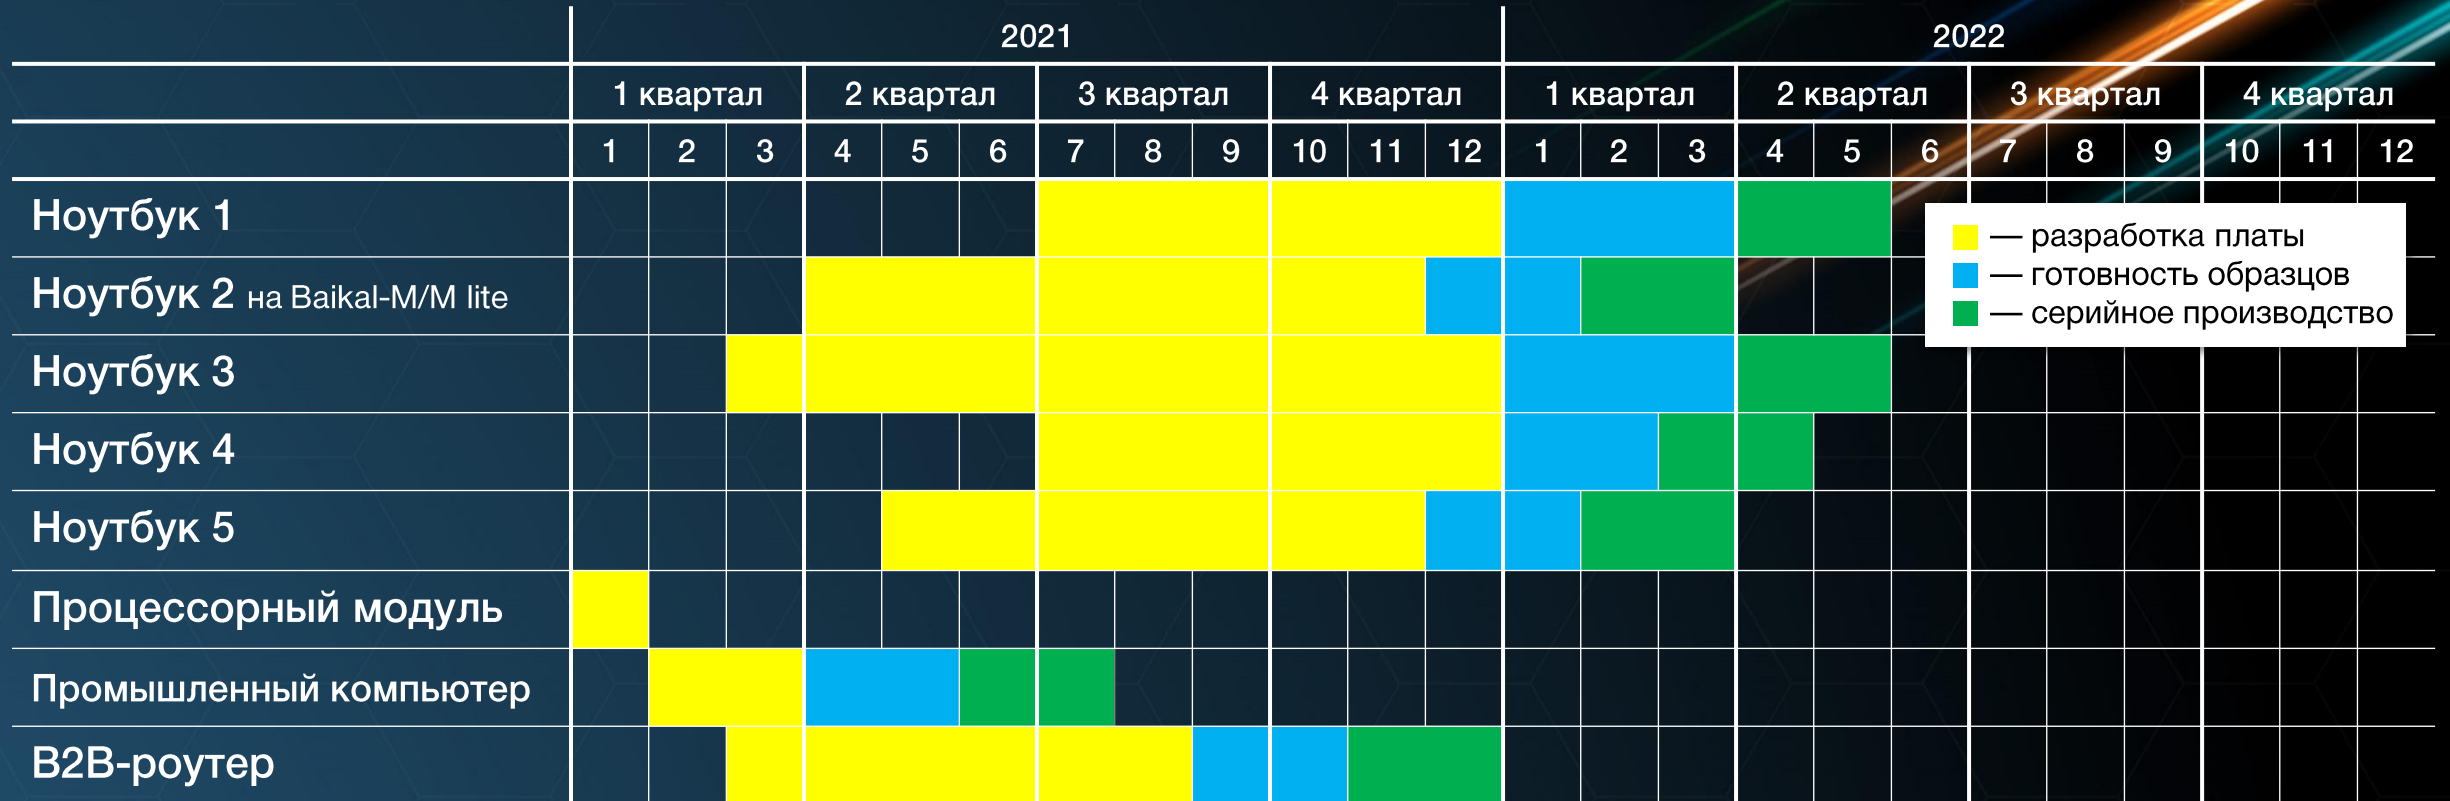 2021 2022
1 квартал 2 квартал 3 квартал 4 квартал 1 квартал 2 квартал 3 квартал 4 квартал
1 2 3 4 5 6 7 8 9 10 11 12 1 2 3 4 5 6 7 8 9 10 11 12
Ноутбук 1
— разработка платы
— готовность образцов
— серийное производство
Ноутбук 2 на Baikal-M/M lite
Ноутбук 3
Ноутбук 4
Ноутбук 5
Процессорный модуль
Промышленный компьютер
B2B-роутер